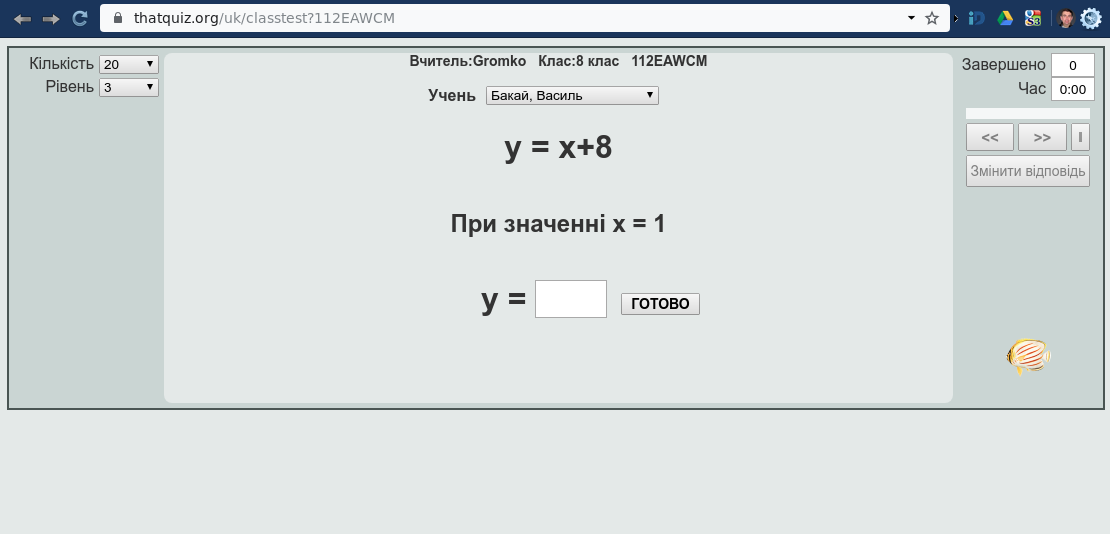 thatquiz.org/uk/classtest?112EAWCM
Кількість 20
Рівень 3
Вчитель:Gromko Клас:8 клас 112EAWCM
Учень Бакай, Василь
y = x+8
При значенні x = 1
y =
ГОТОВО
Завершено 0
Час 0:00
<< >> I
Змінити відповідь